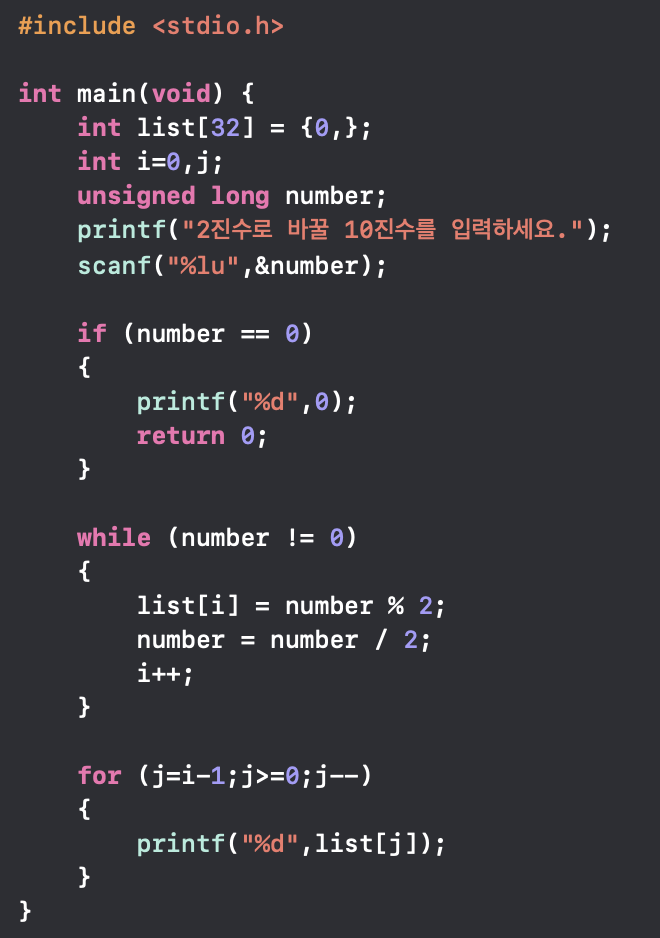 #include <stdio.h>
int main(void) {
    int list[32] = {0,};
    int i=0,j;
    unsigned long number;
    printf("2진수로 바꿀 10진수를 입력하세요.");
    scanf("%lu",&number);
    if (number == 0)
    {
        printf("%d",0);
        return 0;
    }
    while (number != 0)
    {
        list[i] = number % 2;
        number = number / 2;
        i++;
    }
    for (j=i-1;j>=0;j--)
    {
        printf("%d",list[j]);
    }
}